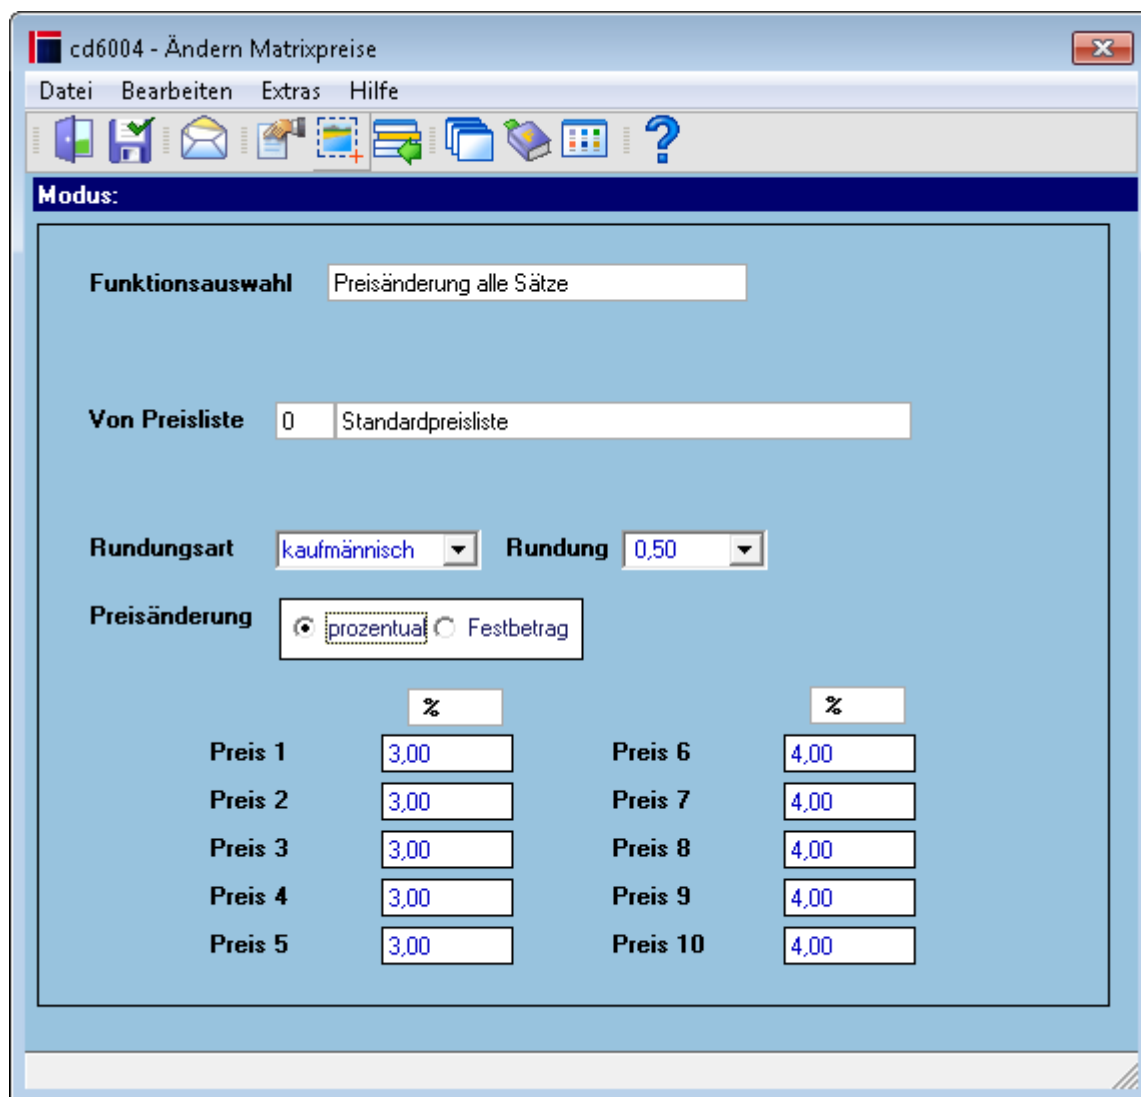 cd6004 - Ändern Matrixpreise
Datei Bearbeiten Extras Hilfe
Modus:
Funktionsauswahl Preisänderung alle Sätze
Von Preisliste 0 Standardpreisliste
Rundungsart kaufmännisch Rundung 0,50
Preisänderung prozentual Festbetrag
% %
Preis 1 3,00 Preis 6 4,00
Preis 2 3,00 Preis 7 4,00
Preis 3 3,00 Preis 8 4,00
Preis 4 3,00 Preis 9 4,00
Preis 5 3,00 Preis 10 4,00